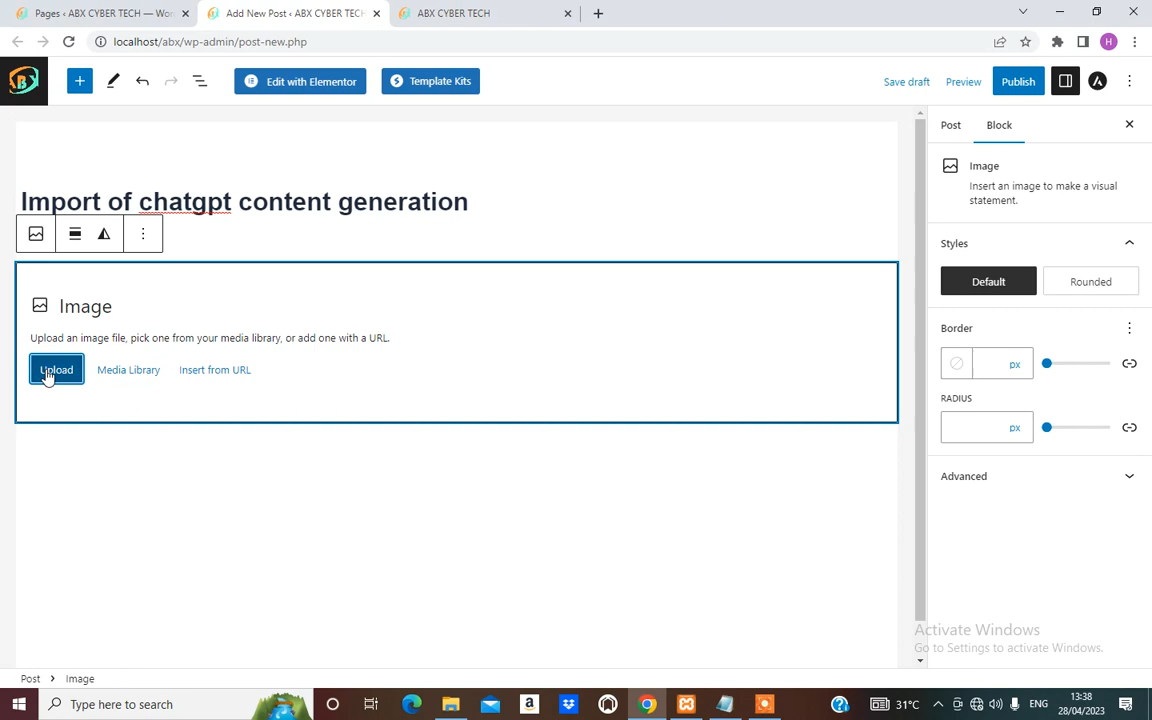 Pages ‹ ABX CYBER TECH — Wor
Add New Post ‹ ABX CYBER TECH
ABX CYBER TECH
localhost/abx/wp-admin/post-new.php
H
Edit with Elementor
Template Kits
Save draft
Preview
Publish
Post
Block
Image
Insert an image to make a visual
statement.
Import of chatgpt content generation
Styles
Default
Rounded
Image
Upload an image file, pick one from your media library, or add one with a URL.
Upload
Media Library
Insert from URL
Border
px
RADIUS
px
Advanced
Activate Windows
Go to Settings to activate Windows.
Post
Image
Type here to search
31°C
ENG
13:38
28/04/2023